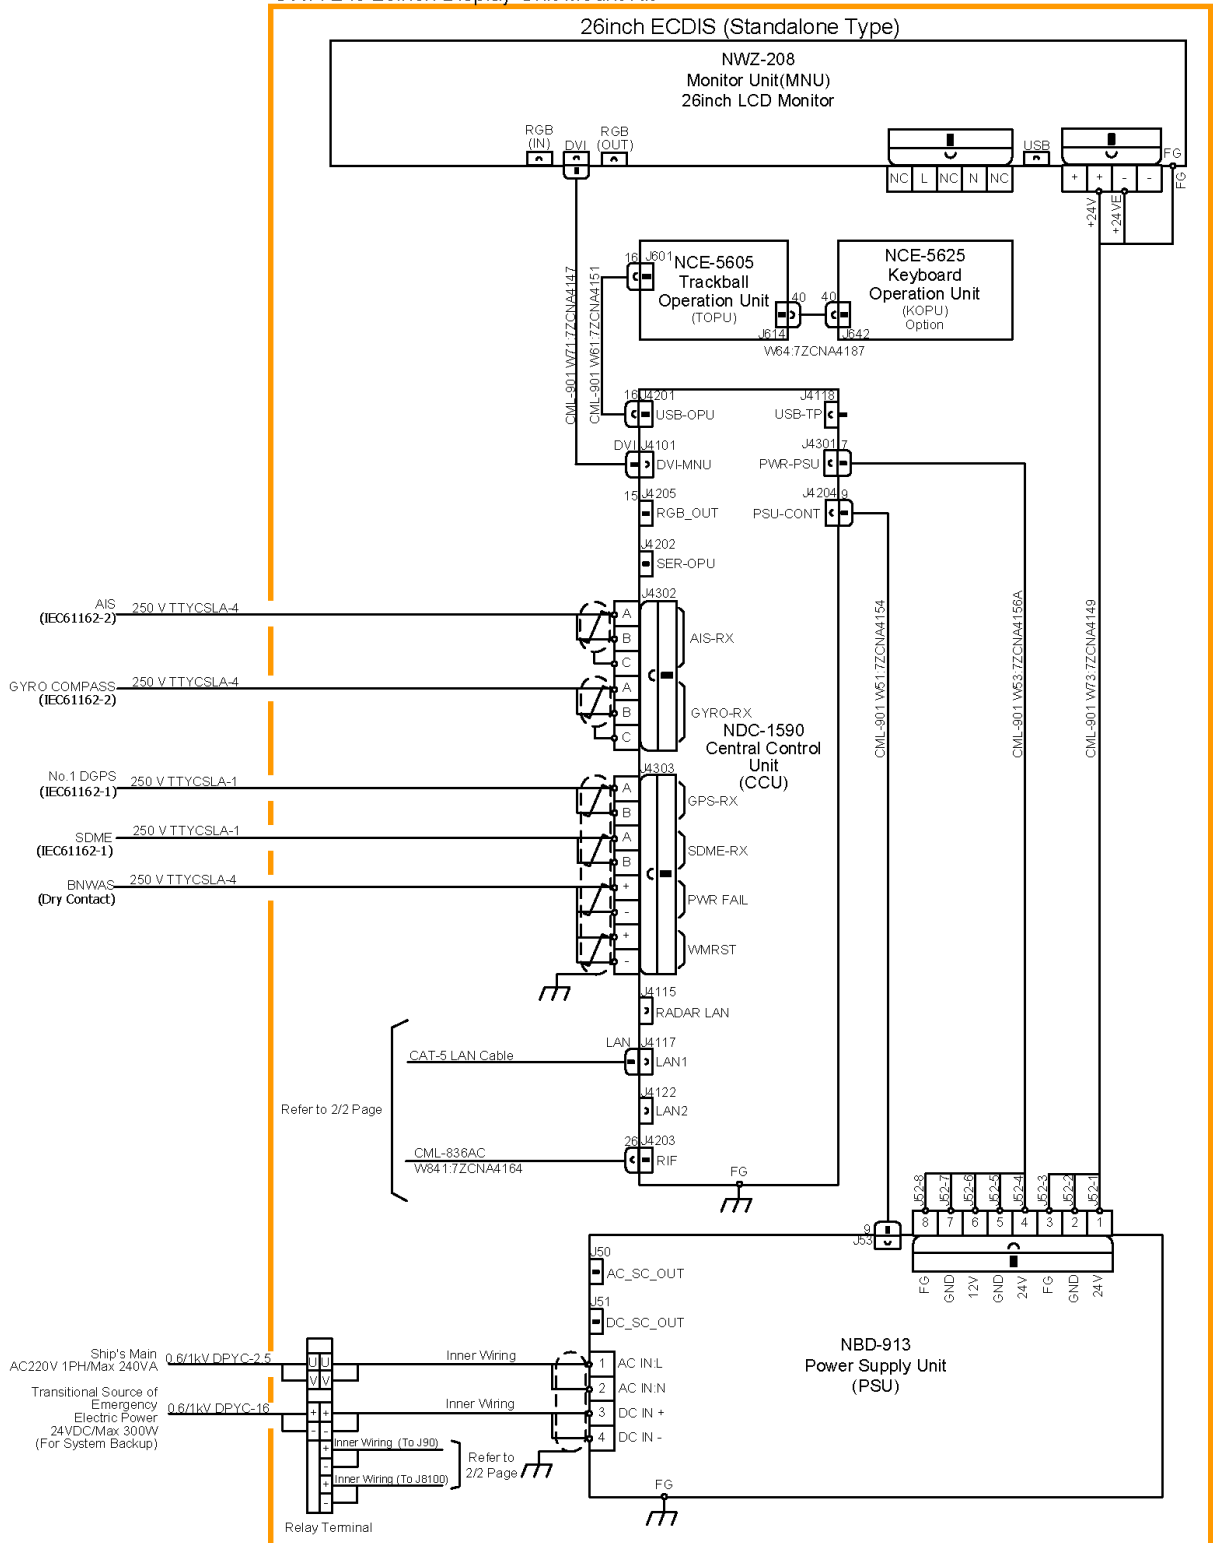 26inch ECDIS (Standalone Type)
NWZ-208
Monitor Unit(MNU)
26inch LCD Monitor
RGB
(IN)
DVI
RGB
(OUT)
USB
FG
NC L NC N NC
+ + - -
FG
+24V
+24VE
16 J601
NCE-5605
Trackball
Operation Unit
(TOPU)
40
J614
NCE-5625
Keyboard
Operation Unit
(KOPU)
Option
40
J642
W64:7ZCNA4187
CML-901 W71:7ZCNA4147
CML-901 W61:7ZCNA4151
16 J4201
USB-OPU
J4118
USB-TP
DVI J4101
DVI-MNU
J4301 7
PWR-PSU
15 J4205
RGB_OUT
J4204 9
PSU-CONT
J4202
SER-OPU
J4302
AIS
(IEC61162-2)
250 V TTYCSLA-4
A
B
C
AIS-RX
GYRO COMPASS
(IEC61162-2)
250 V TTYCSLA-4
A
B
C
GYRO-RX
NDC-1590
Central Control
Unit
(CCU)
CML-901 W51:7ZCNA4154
CML-901 W53:7ZCNA4156A
CML-901 W73:7ZCNA4149
J4303
No.1 DGPS
(IEC61162-1)
250 V TTYCSLA-1
A
B
GPS-RX
SDME
(IEC61162-1)
250 V TTYCSLA-1
A
B
SDME-RX
BNWAS
(Dry Contact)
250 V TTYCSLA-4
+
-
PWR FAIL
+
-
WMRST
J4115
RADAR LAN
LAN J4117
CAT-5 LAN Cable
LAN1
J4122
LAN2
Refer to 2/2 Page
26 J4203
CML-836AC
W841:7ZCNA4164
RIF
FG
J52-8 J52-7 J52-6 J52-5 J52-4 J52-3 J52-2 J52-1
8 7 6 5 4 3 2 1
9
J53
FG GND 12V GND 24V FG GND 24V
J50
AC_SC_OUT
J51
DC_SC_OUT
NBD-913
Power Supply Unit
(PSU)
Ship's Main
AC220V 1PH/Max 240VA
0.6/1kV DPYC-2.5
U U
V V
Inner Wiring
1 AC IN:L
2 AC IN:N
Transitional Source of
Emergency
Electric Power
24VDC/Max 300W
(For System Backup)
0.6/1kV DPYC-16
+ +
- -
Inner Wiring
3 DC IN +
4 DC IN -
+ Inner Wiring (To J90)
-
+ Inner Wiring (To J8100)
-
Refer to
2/2 Page
FG
Relay Terminal